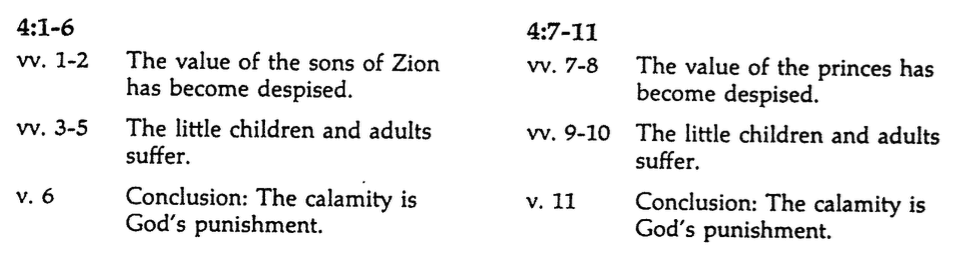 4:1-6
vv. 1-2 The value of the sons of Zion
has become despised.
vv. 3-5 The little children and adults
suffer.
v. 6 Conclusion: The calamity is
God's punishment.
4:7-11
vv. 7-8 The value of the princes has
become despised.
vv. 9-10 The little children and adults
suffer.
v. 11 Conclusion: The calamity is
God's punishment.